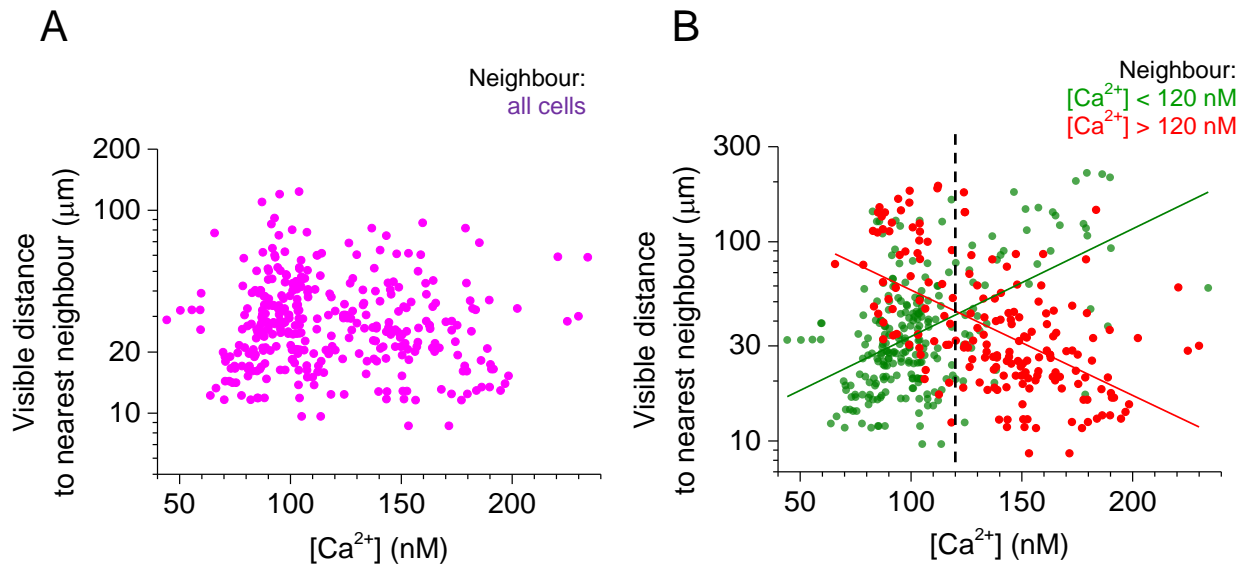 A
Neighbour:
all cells
Visible distance
to nearest neighbour (μm)
200
100
20
10
50
100
150
200
[Ca²⁺] (nM)
B
Neighbour:
[Ca²⁺] < 120 nM
[Ca²⁺] > 120 nM
Visible distance
to nearest neighbour (μm)
300
100
30
10
50
100
150
200
[Ca²⁺] (nM)